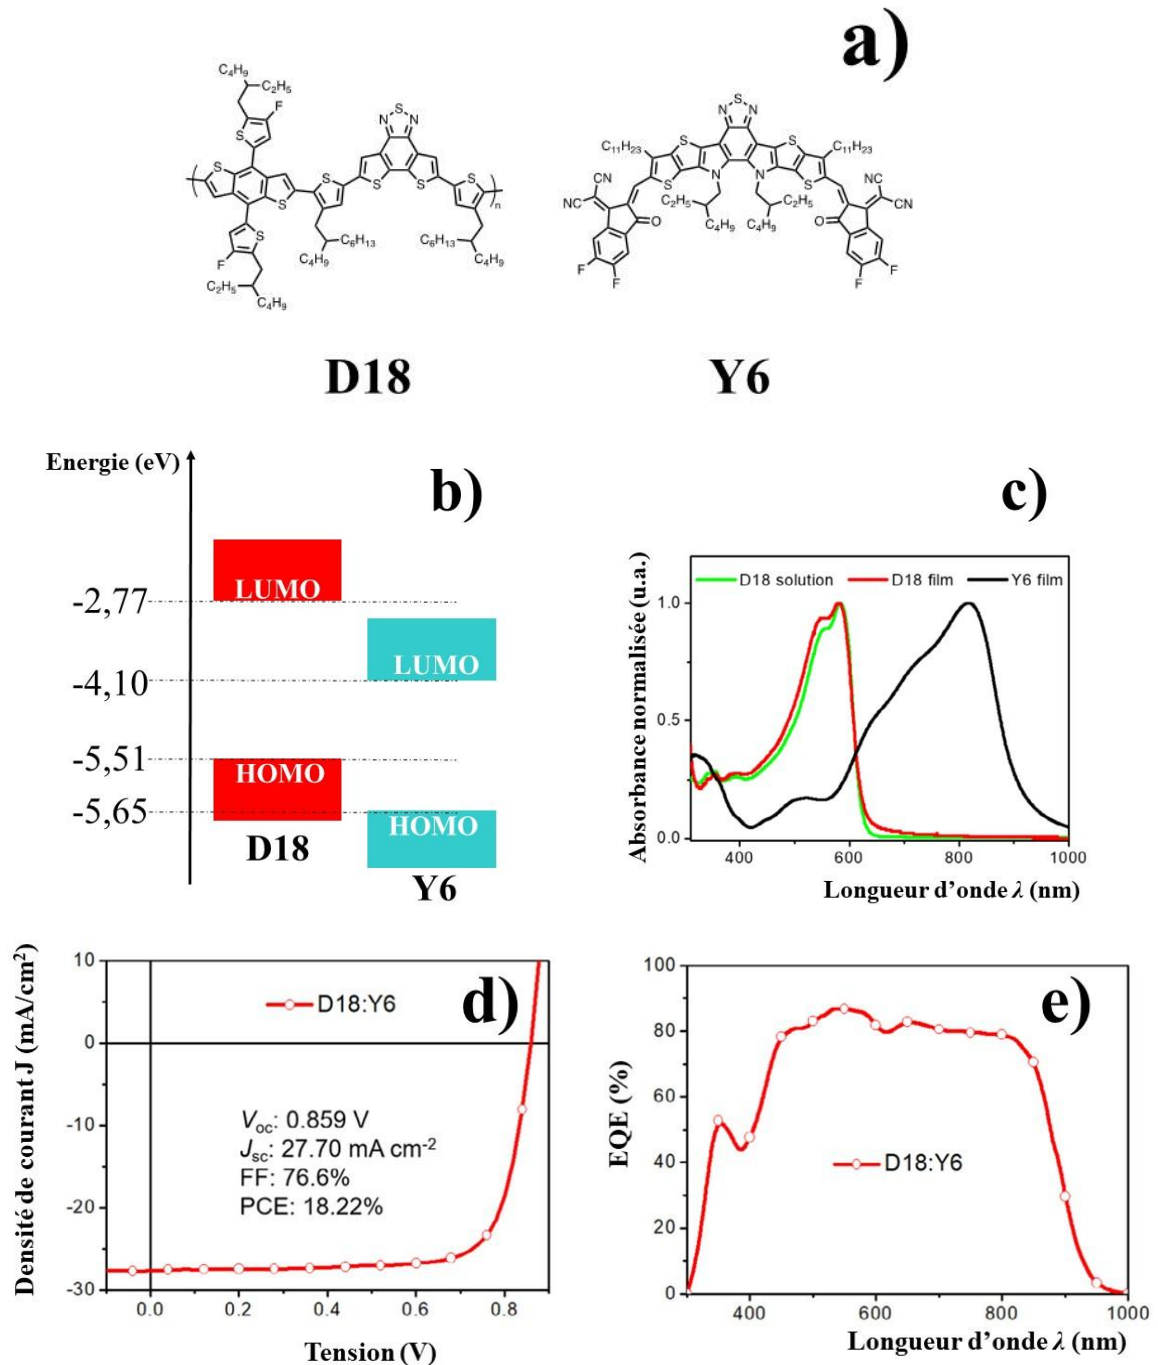 a)
C4H9
C2H5
F
S
N
S
N
S
S
S
S
S
S
S
n
F
S
C6H13
C4H9
C6H13
C4H9
C2H5
C4H9
N
S
N
C11H23
S
S
C11H23
S
N
N
S
CN
NC
O
C2H5
C4H9
C2H5
C4H9
O
CN
CN
F
F
F
F
D18
Y6
Energie (eV)
b)
LUMO
-2,77
LUMO
-4,10
-5,51
HOMO
-5,65
HOMO
D18
Y6
c)
D18 solution
D18 film
Y6 film
Absorbance normalisée (u.a.)
1.0
0.5
0.0
400
600
800
1000
Longueur d’onde λ (nm)
d)
Densité de courant J (mA/cm²)
10
0
-10
-20
-30
D18:Y6
Voc: 0.859 V
Jsc: 27.70 mA cm-2
FF: 76.6%
PCE: 18.22%
0.0
0.2
0.4
0.6
0.8
Tension (V)
e)
EQE (%)
100
80
60
40
20
0
D18:Y6
400
600
800
1000
Longueur d’onde λ (nm)